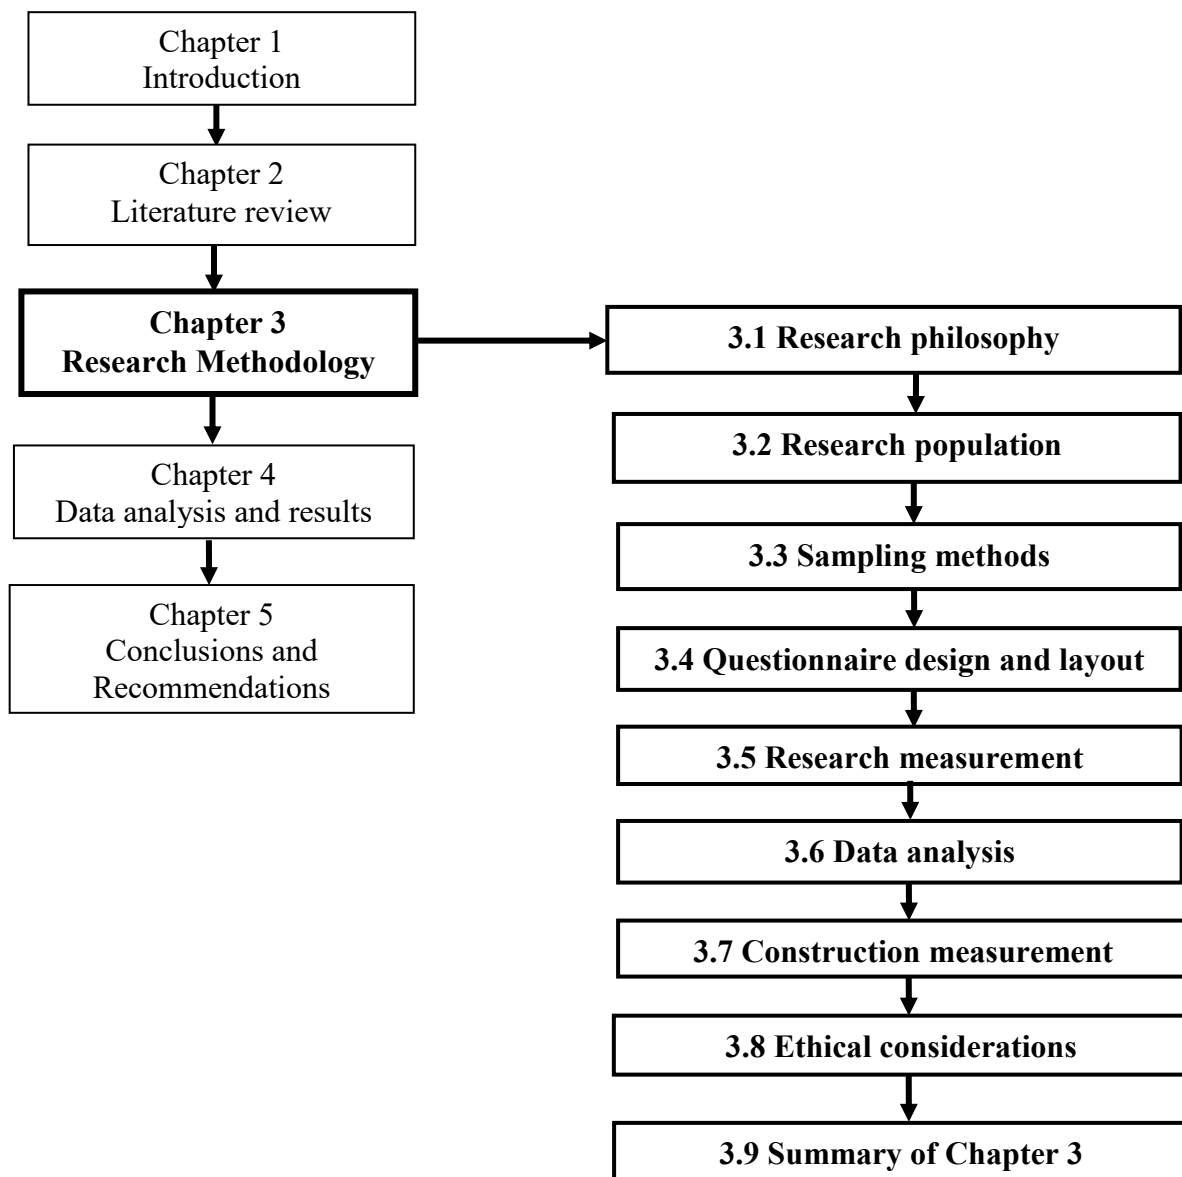 Chapter 1
Introduction
Chapter 2
Literature review
Chapter 3
Research Methodology
Chapter 4
Data analysis and results
Chapter 5
Conclusions and
Recommendations
3.1 Research philosophy
3.2 Research population
3.3 Sampling methods
3.4 Questionnaire design and layout
3.5 Research measurement
3.6 Data analysis
3.7 Construction measurement
3.8 Ethical considerations
3.9 Summary of Chapter 3